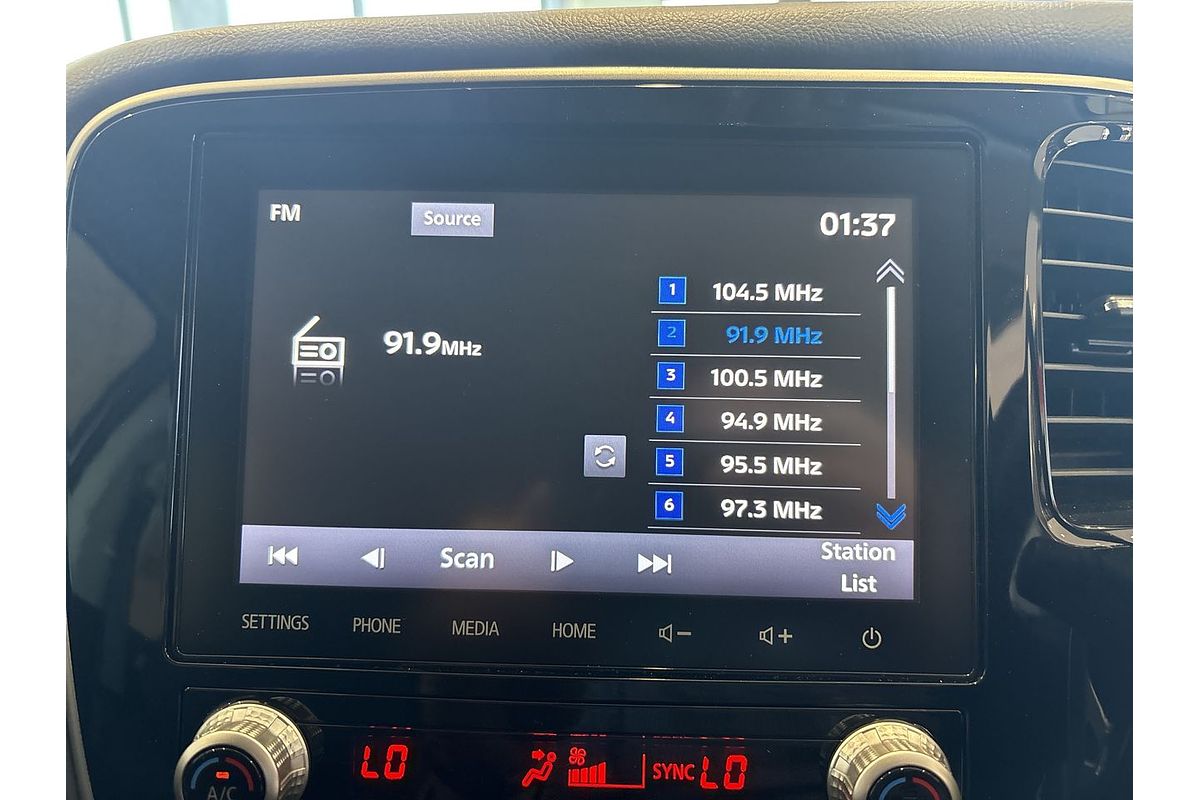 FM
Source
01:37
91.9MHz
1 104.5 MHz
2 91.9 MHz
3 100.5 MHz
4 94.9 MHz
5 95.5 MHz
6 97.3 MHz
Scan
Station
List
SETTINGS PHONE MEDIA HOME
LO SYNC LO
A/C